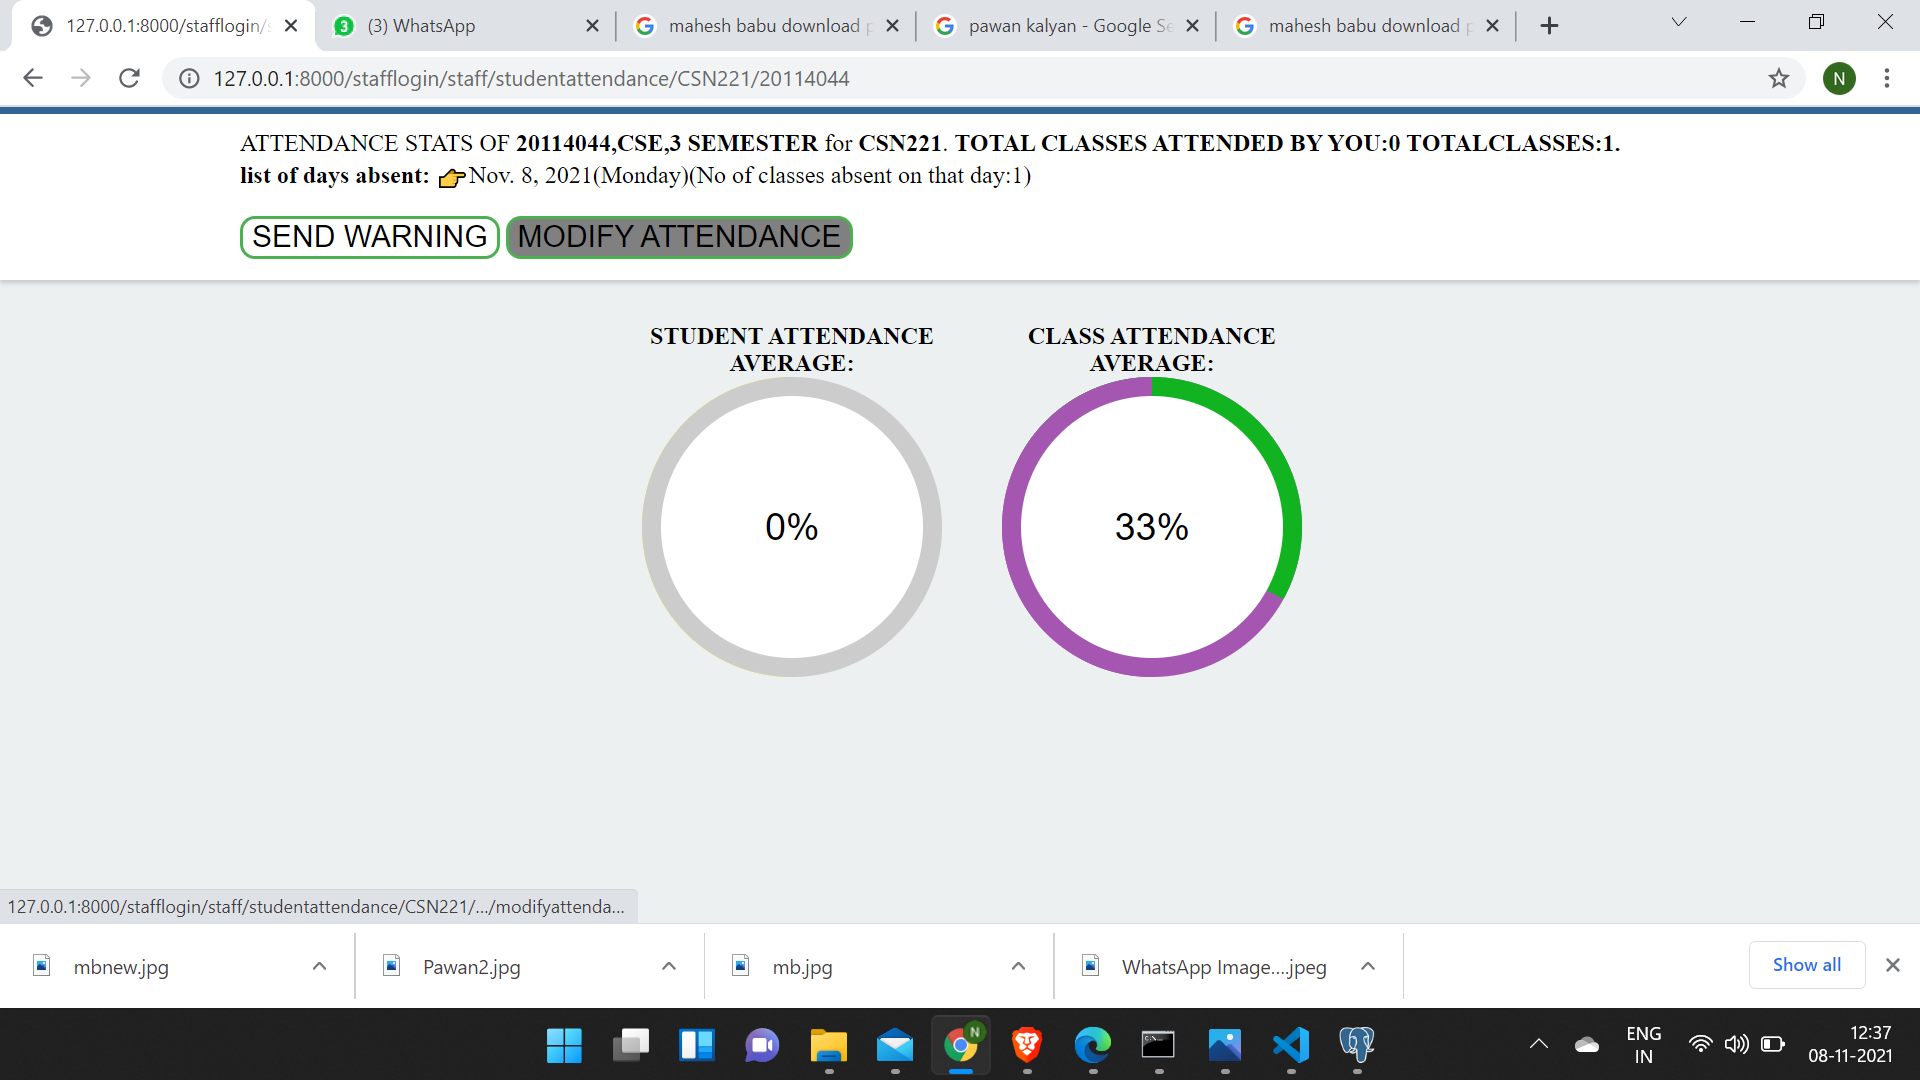 127.0.0.1:8000/stafflogin/
(3) WhatsApp
mahesh babu download
pawan kalyan - Google Se
mahesh babu download
127.0.0.1:8000/stafflogin/staff/studentattendance/CSN221/20114044
N
ATTENDANCE STATS OF 20114044,CSE,3 SEMESTER for CSN221. TOTAL CLASSES ATTENDED BY YOU:0 TOTALCLASSES:1.
list of days absent: 👉Nov. 8, 2021(Monday)(No of classes absent on that day:1)
SEND WARNING MODIFY ATTENDANCE
STUDENT ATTENDANCE
AVERAGE:
0%
CLASS ATTENDANCE
AVERAGE:
33%
127.0.0.1:8000/stafflogin/staff/studentattendance/CSN221/.../modifyattenda...
mbnew.jpg
Pawan2.jpg
mb.jpg
WhatsApp Image....jpeg
Show all
N
ENG
IN
12:37
08-11-2021